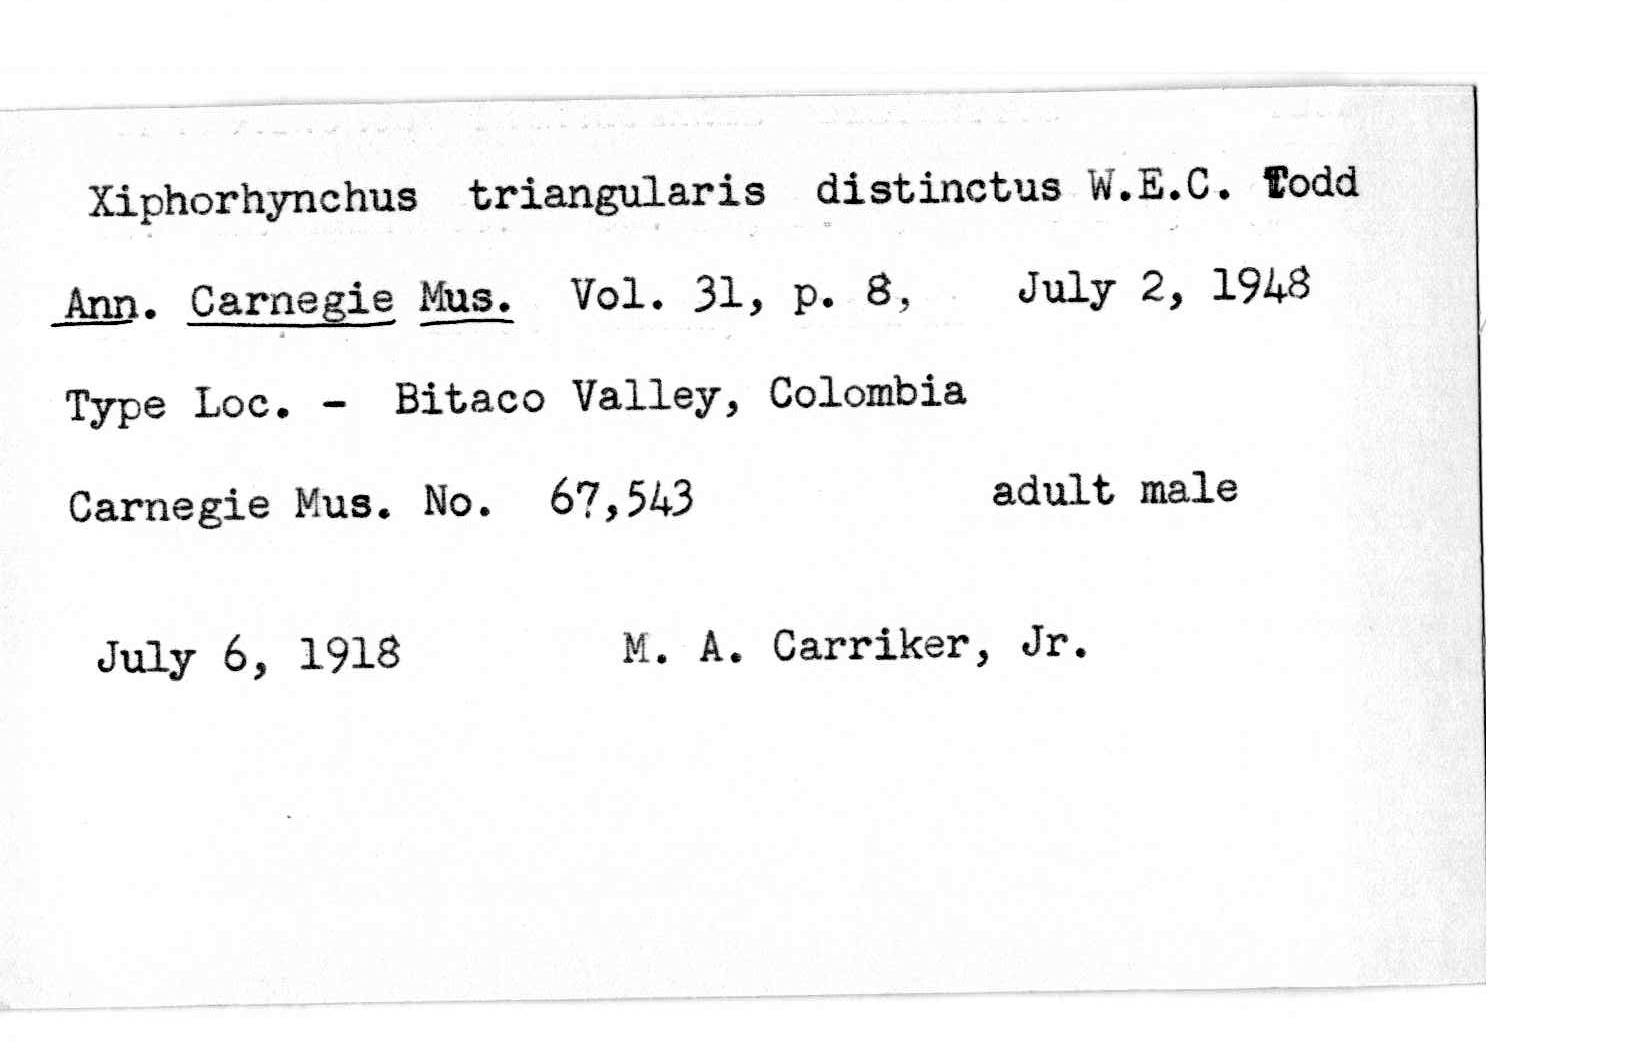 Xiphorhynchus triangularis distinctus W.E.C. Todd
Ann. Carnegie Mus. Vol. 31, p. 8, July 2, 1948
Type Loc. - Bitaco Valley, Colombia
Carnegie Mus. No. 67,543 adult male
July 6, 1918 M. A. Carriker, Jr.